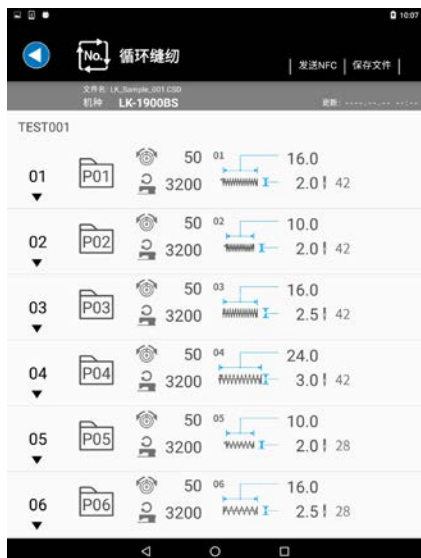 10:07
No. 循环缝纫
发送NFC 保存文件
文件名: LK_Sample_001.CSD
机种 LK-1900BS 更新: ----.--.-- --:--
TEST001
01 P01 50 3200 01 16.0 2.0 42
02 P02 50 3200 02 10.0 2.0 42
03 P03 50 3200 03 16.0 2.5 42
04 P04 50 3200 04 24.0 3.0 42
05 P05 50 3200 05 10.0 2.0 28
06 P06 50 3200 06 16.0 2.5 28